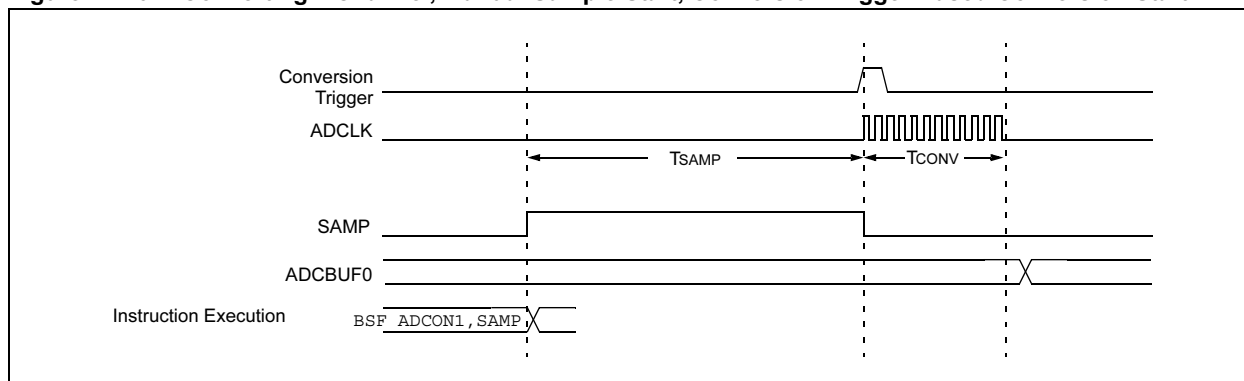 Conversion
Trigger
ADCLK
TSAMP
TCONV
SAMP
ADCBUF0
Instruction Execution
BSF ADCON1,SAMP